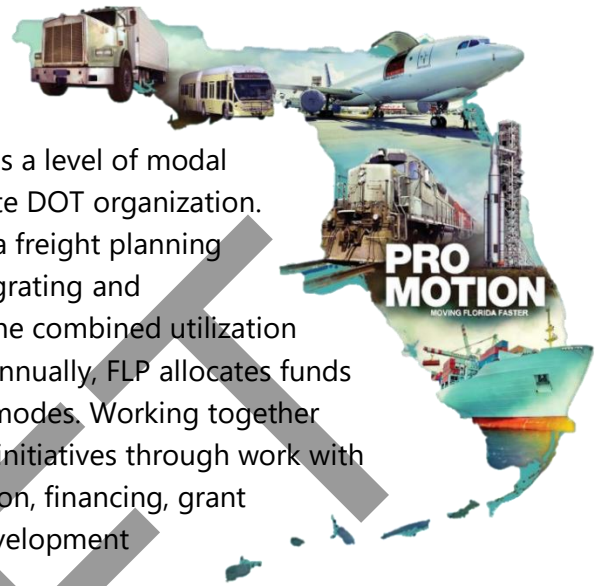 s a level of modal
te DOT organization.
a freight planning
grating and
ne combined utilization
nnually, FLP allocates funds
modes. Working together
initiatives through work with
on, financing, grant
velopment
PRO
MOTION
MOVING FLORIDA FASTER